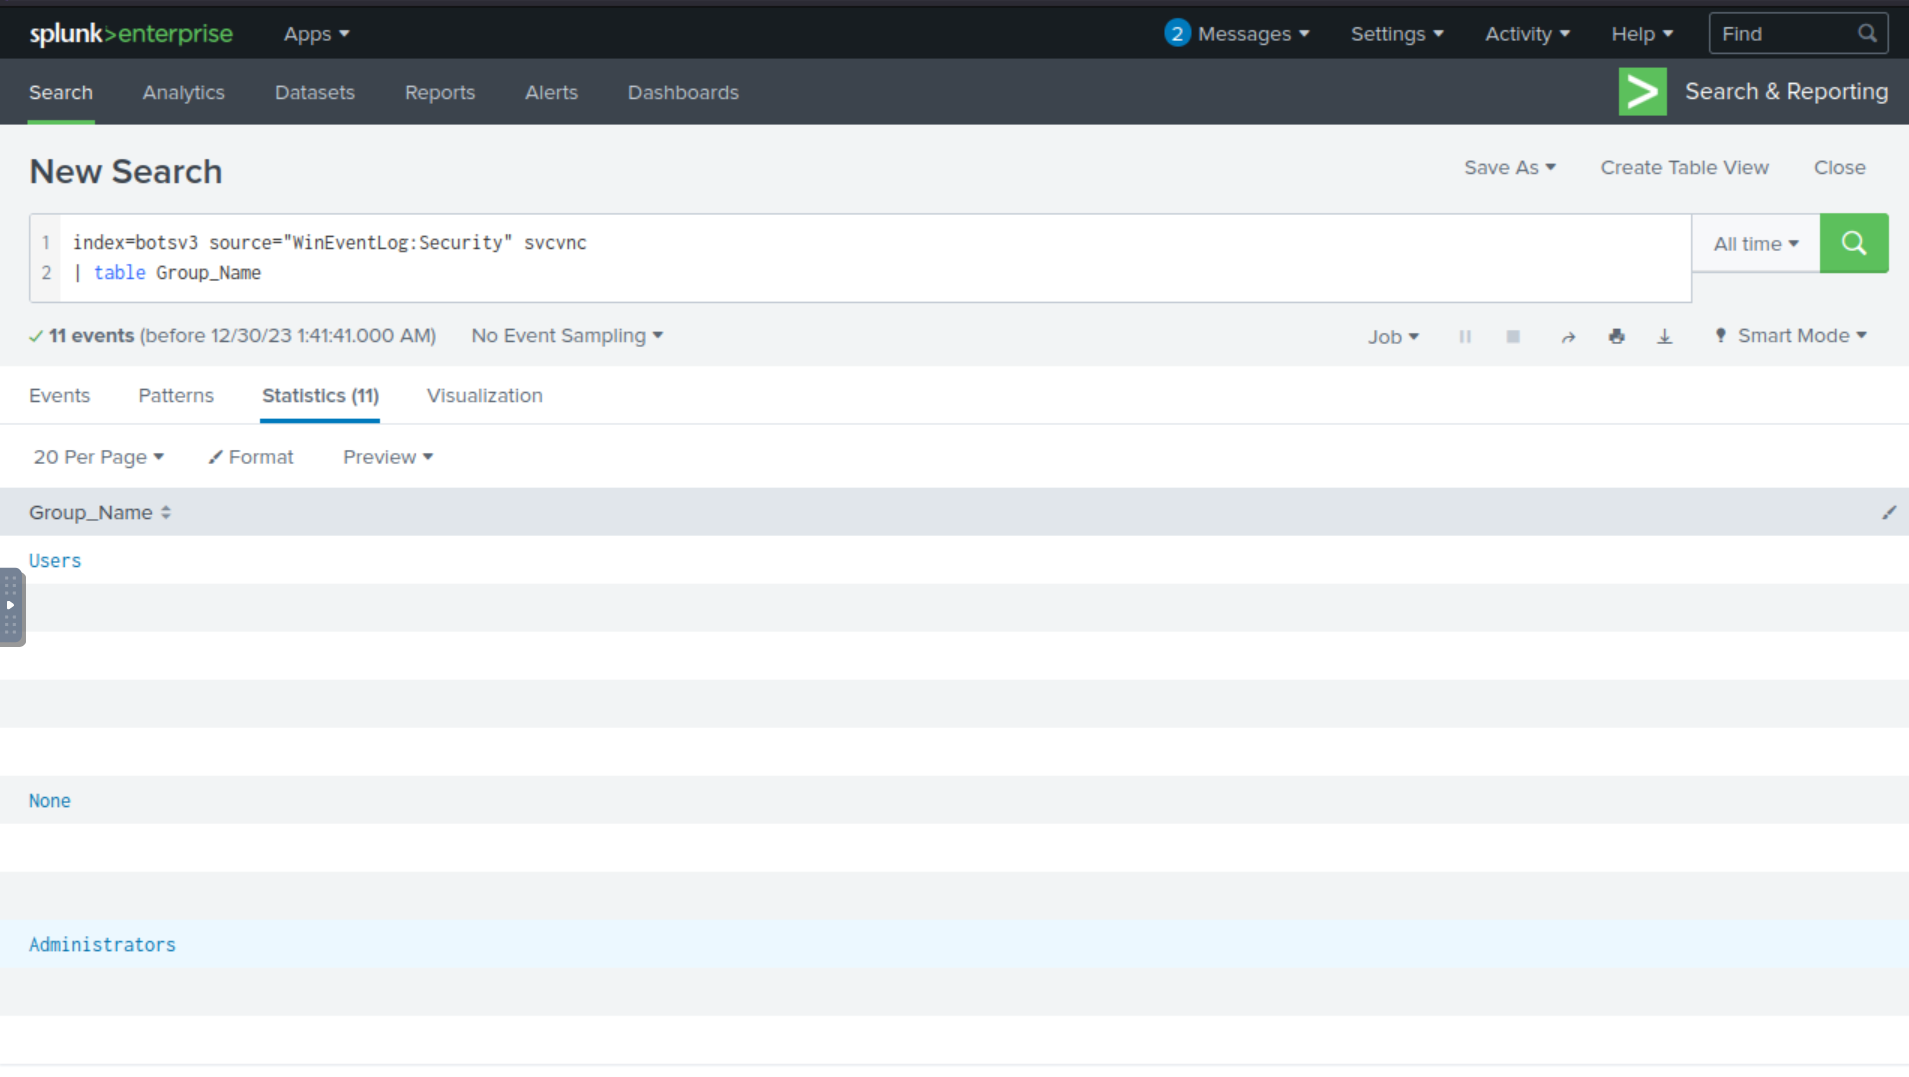 splunk>enterprise Apps 2 Messages Settings Activity Help Find
Search Analytics Datasets Reports Alerts Dashboards Search & Reporting
New Search Save As Create Table View Close
1 index=botsv3 source="WinEventLog:Security" svcvnc All time
2 | table Group_Name
11 events (before 12/30/23 1:41:41.000 AM) No Event Sampling Job Smart Mode
Events Patterns Statistics (11) Visualization
20 Per Page Format Preview
Group_Name
Users
None
Administrators